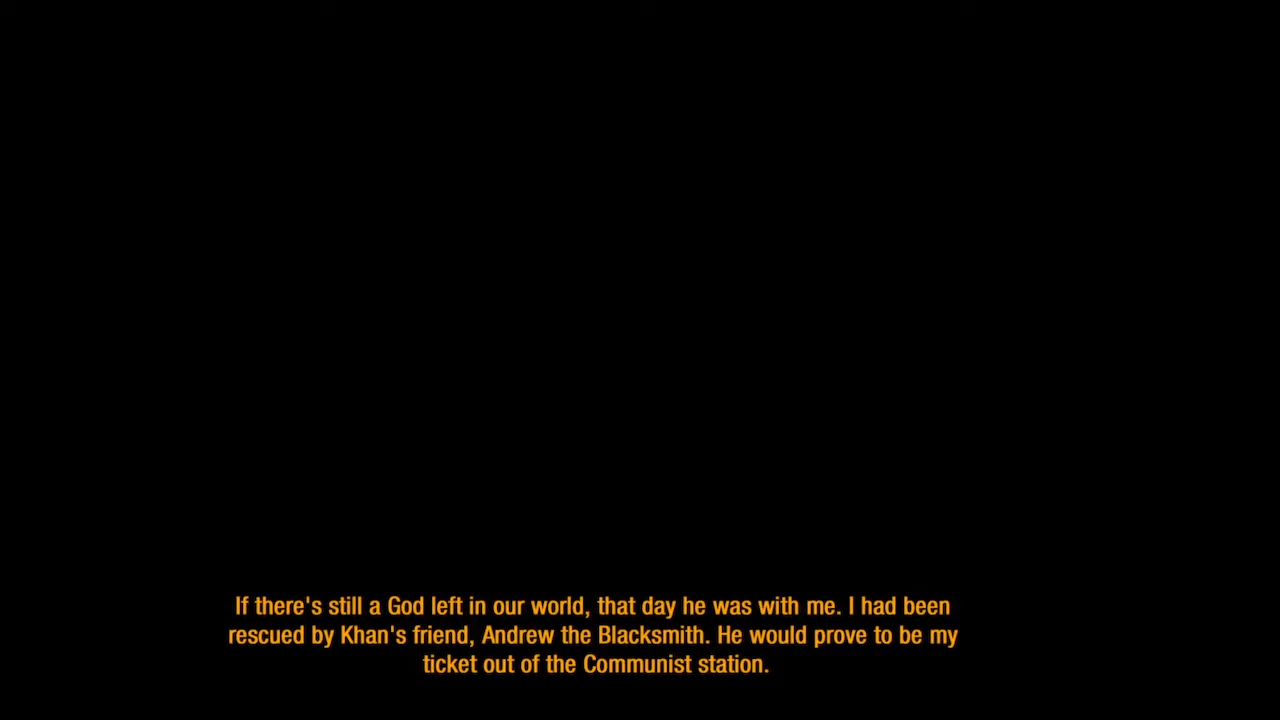 If there's still a God left in our world, that day he was with me. I had been
rescued by Khan's friend, Andrew the Blacksmith. He would prove to be my
ticket out of the Communist station.